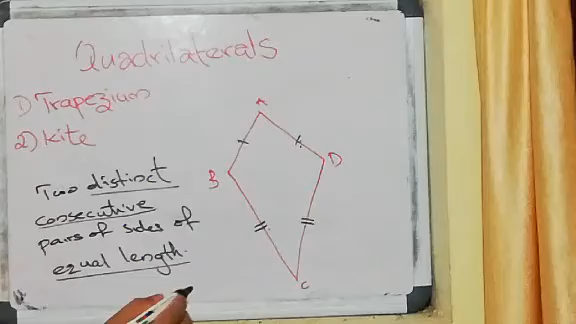 Quadrilaterals
1) Trapezium
2) Kite
A
B
D
C
Two distinct
consecutive
pairs of sides of
equal length.